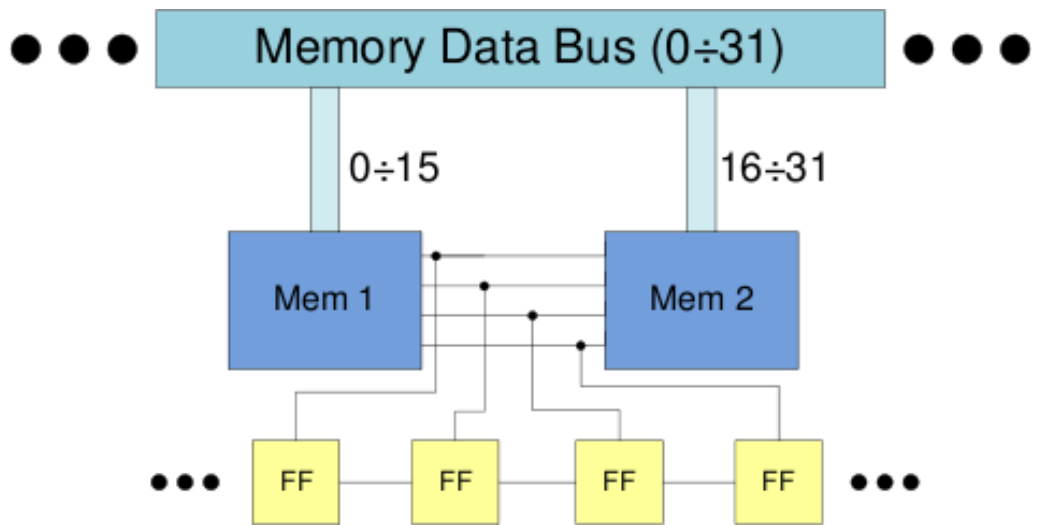 Memory Data Bus (0÷31)
0÷15
16÷31
Mem 1
Mem 2
FF
FF
FF
FF